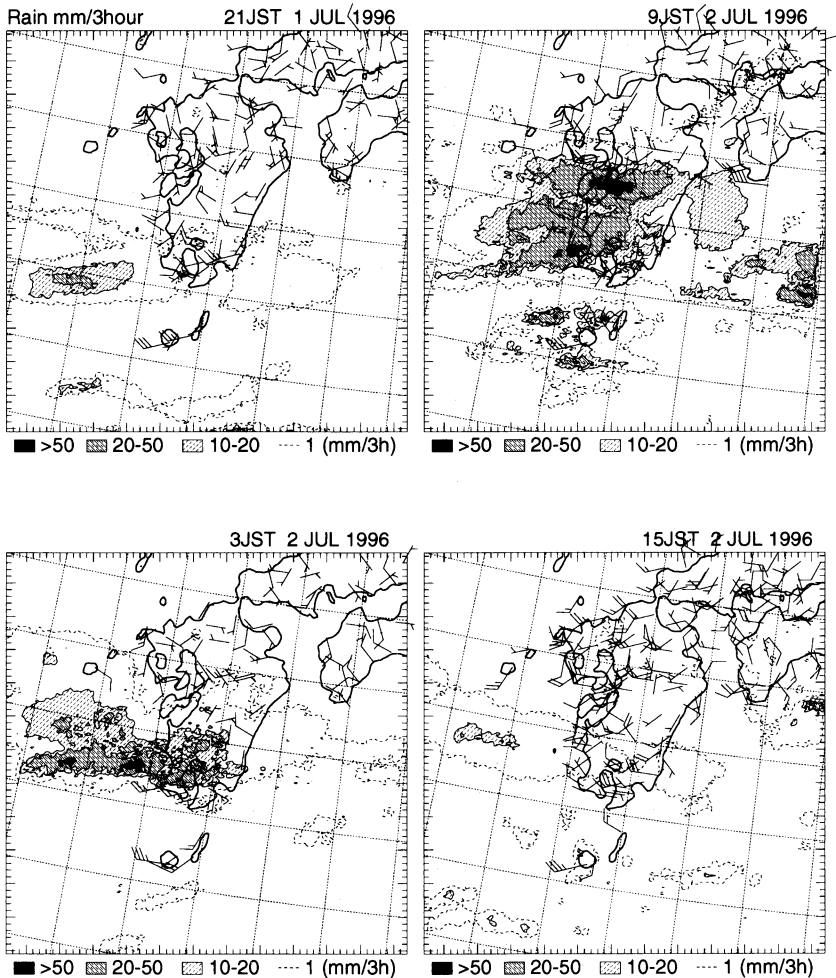 Rain mm/3hour 21JST 1 JUL 1996
9JST 2 JUL 1996
>50 20-50 10-20 1 (mm/3h)
>50 20-50 10-20 1 (mm/3h)
3JST 2 JUL 1996
15JST 2 JUL 1996
>50 20-50 10-20 1 (mm/3h)
>50 20-50 10-20 1 (mm/3h)